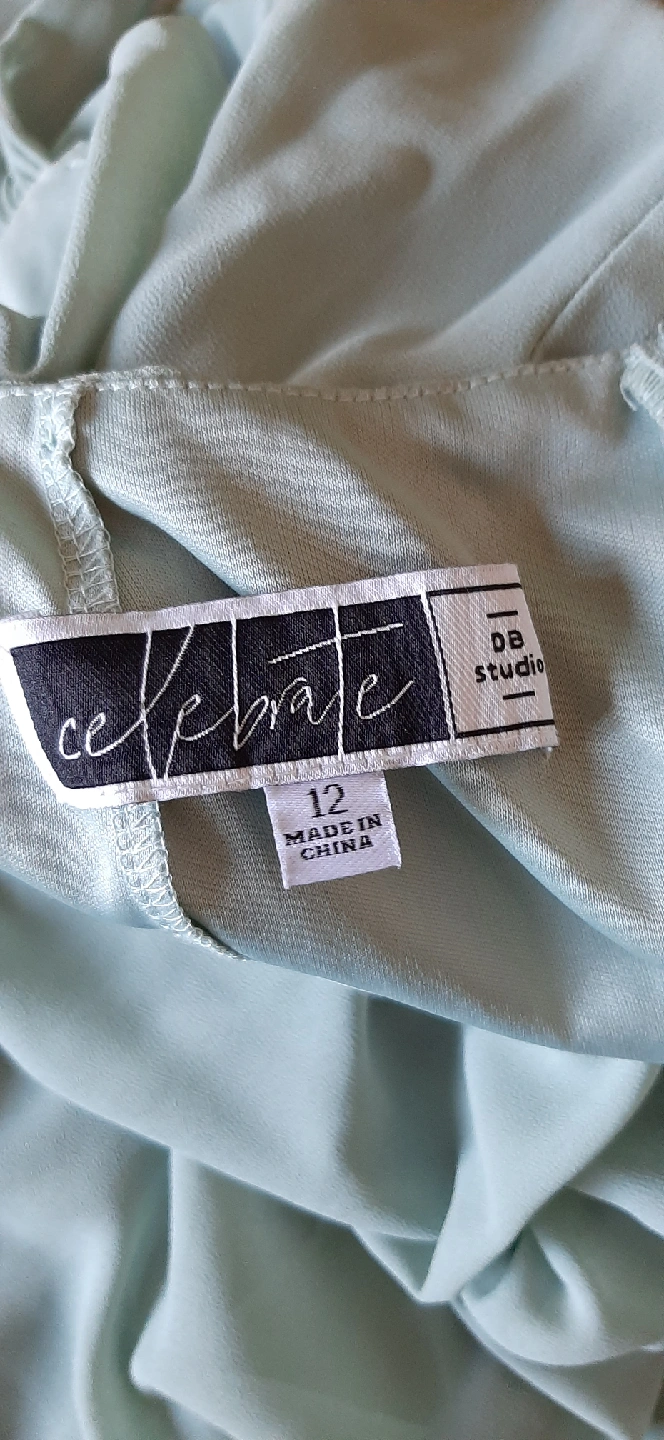 celebrate
DB
studio
12
MADE IN
CHINA